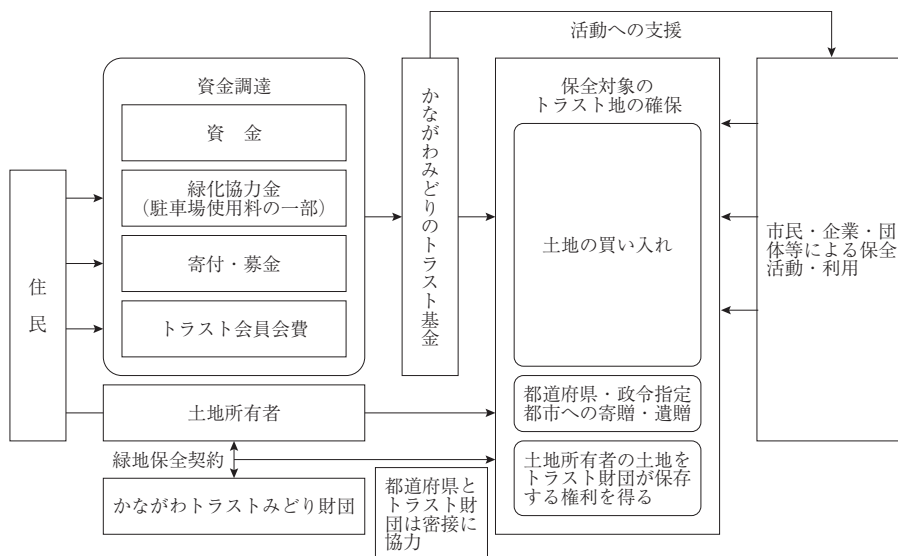 活動への支援
資金調達
資　金
緑化協力金
（駐車場使用料の一部）
寄付・募金
トラスト会員会費
住民
かながわみどりのトラスト基金
保全対象の
トラスト地の確保
土地の買い入れ
都道府県・政令指定
都市への寄贈・遺贈
土地所有者の土地を
トラスト財団が保存
する権利を得る
市民・企業・団
体等による保全
活動・利用
土地所有者
緑地保全契約
かながわトラストみどり財団
都道府県と
トラスト財
団は密接に
協力